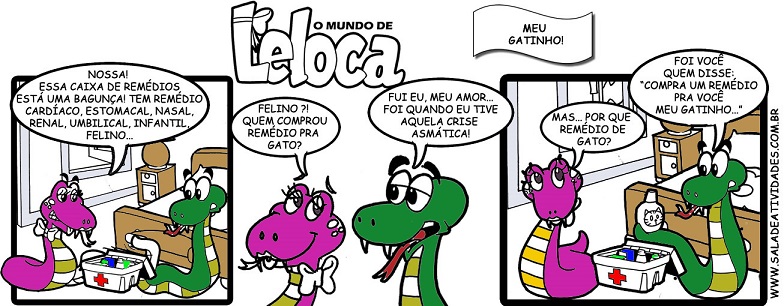 O MUNDO DE
Leloca
MEU
GATINHO!
NOSSA!
ESSA CAIXA DE REMÉDIOS
ESTÁ UMA BAGUNÇA! TEM REMÉDIO
CARDÍACO, ESTOMACAL, NASAL,
RENAL, UMBILICAL, INFANTIL,
FELINO...
FELINO ?!
QUEM COMPROU
REMÉDIO PRA
GATO?
FUI EU, MEU AMOR...
FOI QUANDO EU TIVE
AQUELA CRISE
ASMÁTICA!
MAS... POR QUE
REMÉDIO DE
GATO?
FOI VOCÊ
QUEM DISSE:
"COMPRA UM REMÉDIO
PRA VOCÊ
MEU GATINHO..."
WWW.SALADEATIVIDADES.COM.BR